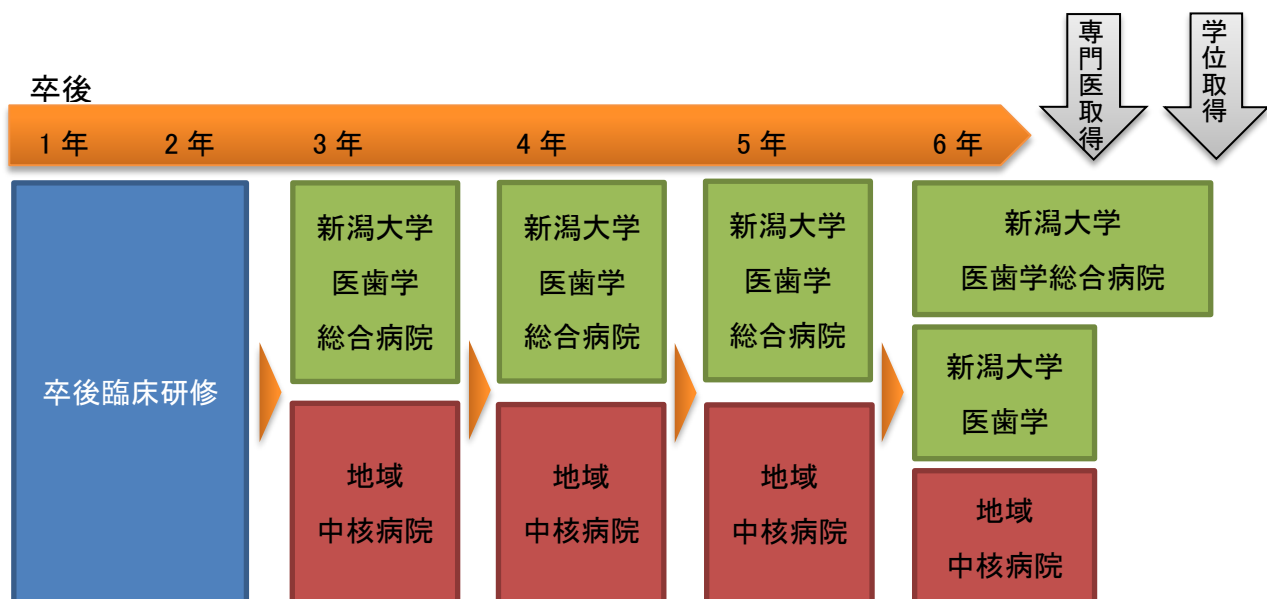 専門医取得
学位取得
卒後
1年 2年 3年 4年 5年 6年
卒後臨床研修
新潟大学
医歯学
総合病院
地域
中核病院
新潟大学
医歯学
総合病院
地域
中核病院
新潟大学
医歯学
総合病院
地域
中核病院
新潟大学
医歯学総合病院
新潟大学
医歯学
地域
中核病院